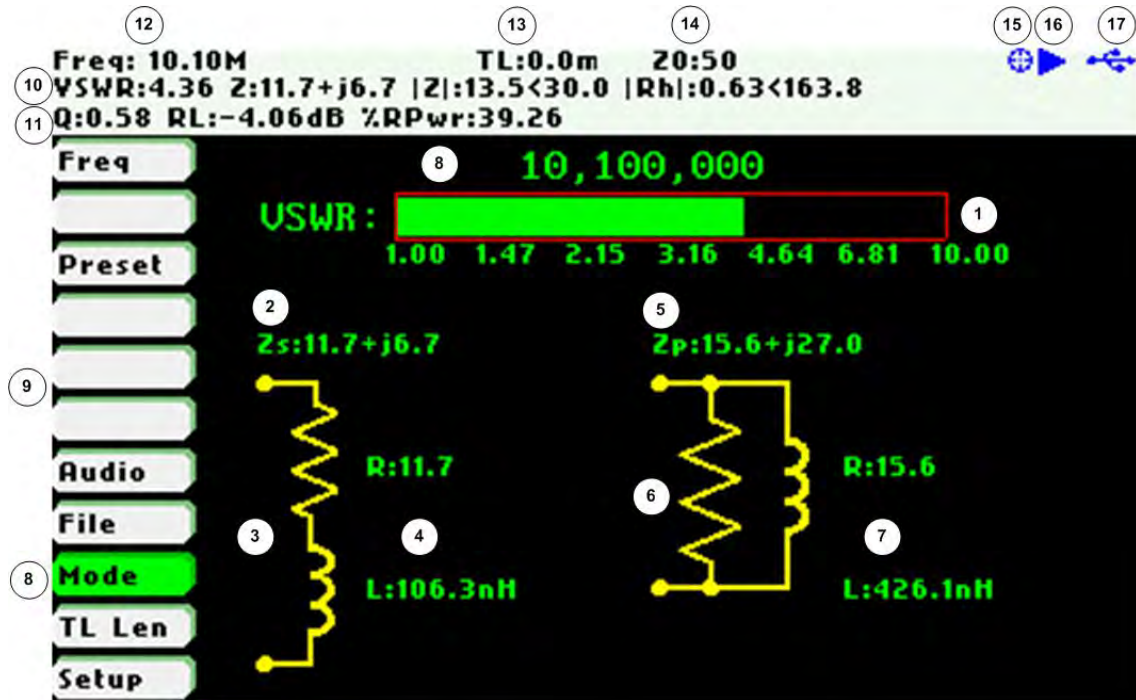 12 13 14 15 16 17
Freq: 10.10M TL:0.0m 20:50
10 VSWR:4.36 Z:11.7+j6.7 |Z|:13.5<30.0 |Rh|:0.63<163.8
11 Q:0.58 RL:-4.06dB %RPwr:39.26
Freq 8 10,100,000
VSWR: 1
1.00 1.47 2.15 3.16 4.64 6.81 10.00
Preset
2 5
Zs:11.7+j6.7 Zp:15.6+j27.0
9
R:11.7 R:15.6
Audio
6
File
3 4 7
8 Mode
L:106.3nH L:426.1nH
TL Len
Setup